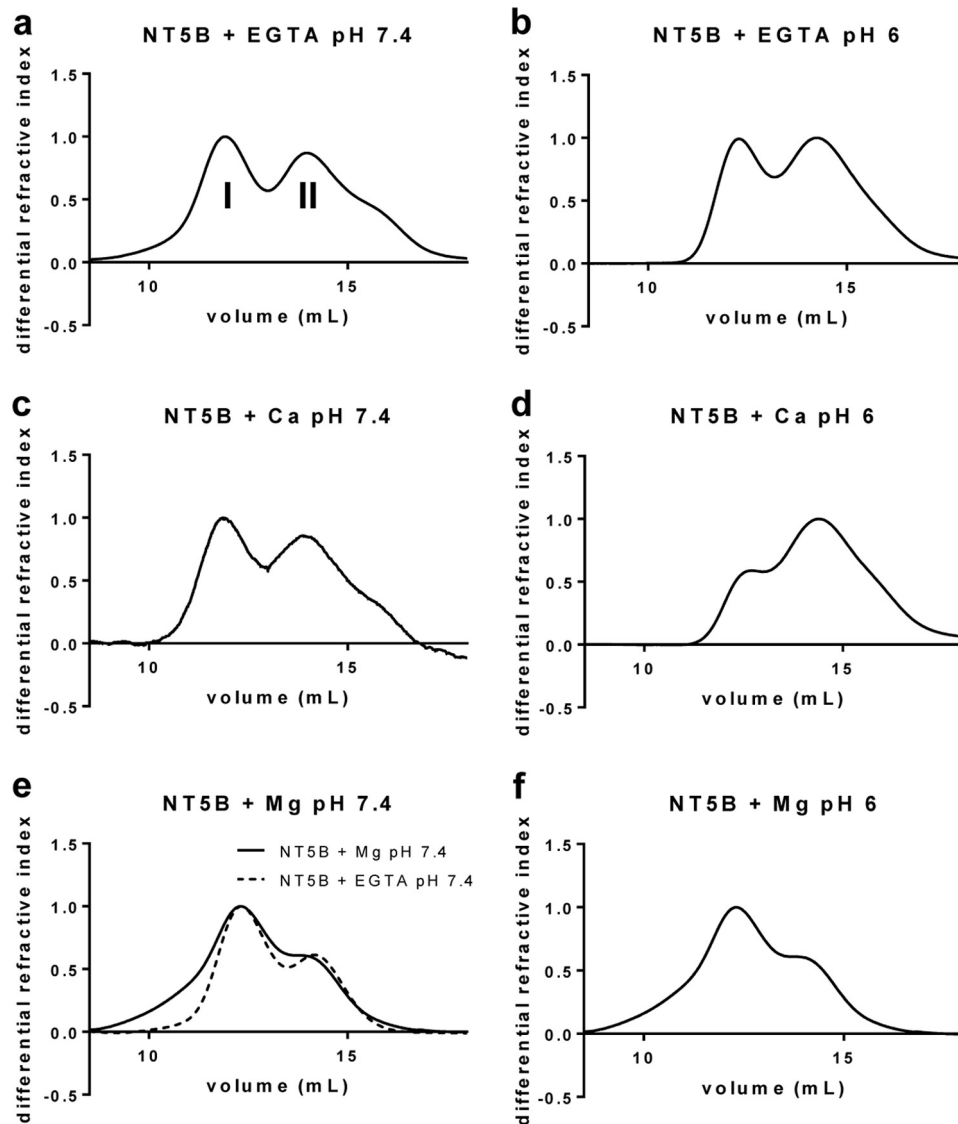 a
NT5B + EGTA pH 7.4
differential refractive index
1.5
1.0
0.5
0.0
-0.5
I
II
10
15
volume (mL)
b
NT5B + EGTA pH 6
differential refractive index
1.5
1.0
0.5
0.0
-0.5
10
15
volume (mL)
c
NT5B + Ca pH 7.4
differential refractive index
1.5
1.0
0.5
0.0
-0.5
10
15
volume (mL)
d
NT5B + Ca pH 6
differential refractive index
1.5
1.0
0.5
0.0
-0.5
10
15
volume (mL)
e
NT5B + Mg pH 7.4
differential refractive index
1.5
1.0
0.5
0.0
-0.5
NT5B + Mg pH 7.4
NT5B + EGTA pH 7.4
10
15
volume (mL)
f
NT5B + Mg pH 6
differential refractive index
1.5
1.0
0.5
0.0
-0.5
10
15
volume (mL)